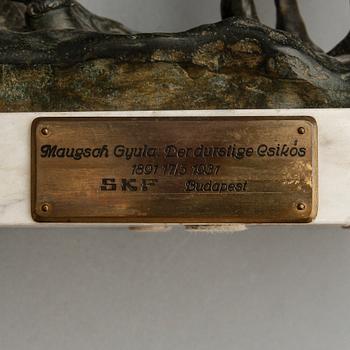 Maugsch Gyula: Der durstige Csikós
1891 17/5 1931
SKF Budapest